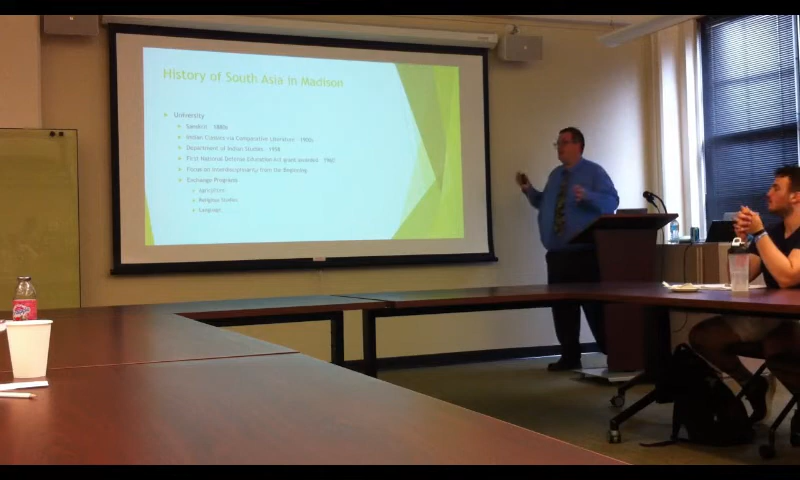 History of South Asia in Madison
University
Sanskrit - 1880s
Indian Classics via Comparative Literature - 1900s
Department of Indian Studies - 1958
First National Defense Education Act grant awarded - 1960
Focus on Interdisciplinarity from the Beginning
Exchange Programs
Agriculture
Religious Studies
Language